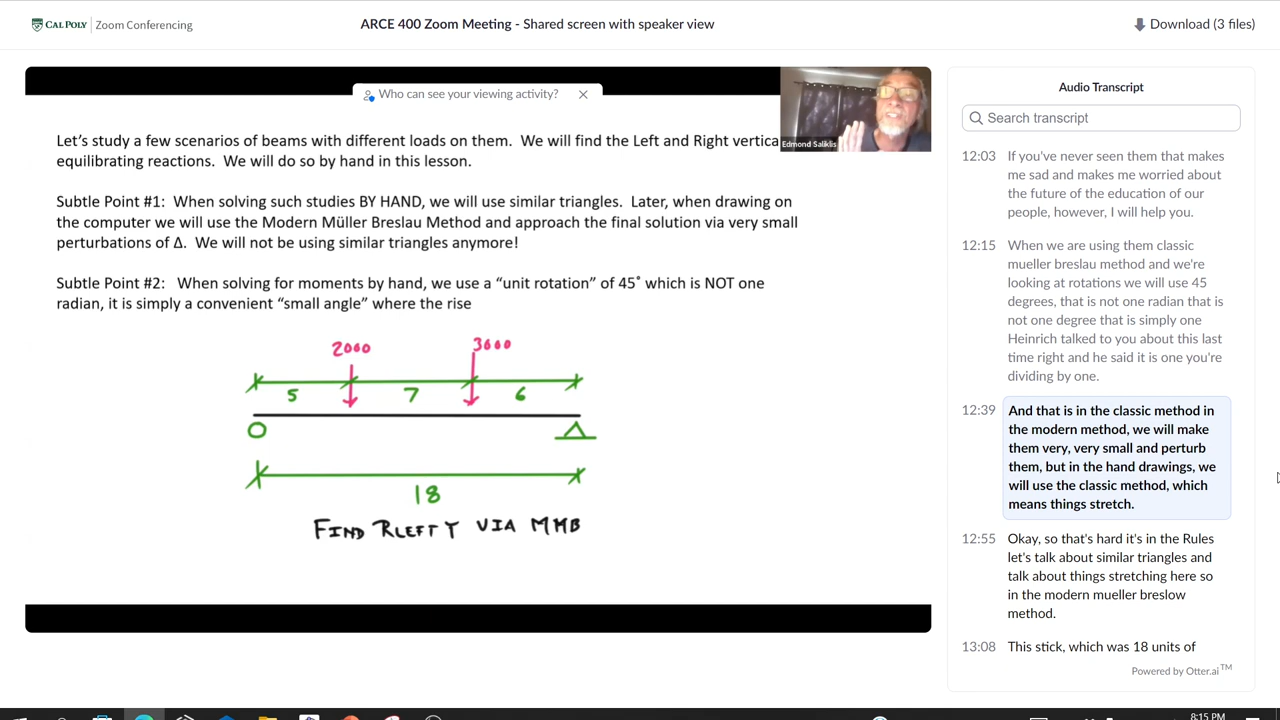 CAL POLY | Zoom Conferencing
ARCE 400 Zoom Meeting - Shared screen with speaker view
Download (3 files)
Who can see your viewing activity?
Edmond Saliklis
Let's study a few scenarios of beams with different loads on them. We will find the Left and Right vertica
equilibrating reactions. We will do so by hand in this lesson.
Subtle Point #1: When solving such studies BY HAND, we will use similar triangles. Later, when drawing on
the computer we will use the Modern Müller Breslau Method and approach the final solution via very small
perturbations of Δ. We will not be using similar triangles anymore!
Subtle Point #2: When solving for moments by hand, we use a "unit rotation" of 45˚ which is NOT one
radian, it is simply a convenient "small angle" where the rise
2000
3600
5
7
6
18
FIND RLEFTY VIA MMB
Audio Transcript
Search transcript
12:03
If you've never seen them that makes
me sad and makes me worried about
the future of the education of our
people, however, I will help you.
12:15
When we are using them classic
mueller breslau method and we're
looking at rotations we will use 45
degrees, that is not one radian that is
not one degree that is simply one
Heinrich talked to you about this last
time right and he said it is one you're
dividing by one.
12:39
And that is in the classic method in
the modern method, we will make
them very, very small and perturb
them, but in the hand drawings, we
will use the classic method, which
means things stretch.
12:55
Okay, so that's hard it's in the Rules
let's talk about similar triangles and
talk about things stretching here so
in the modern mueller breslow
method.
13:08
This stick, which was 18 units of
Powered by Otter.ai TM
8:15 PM